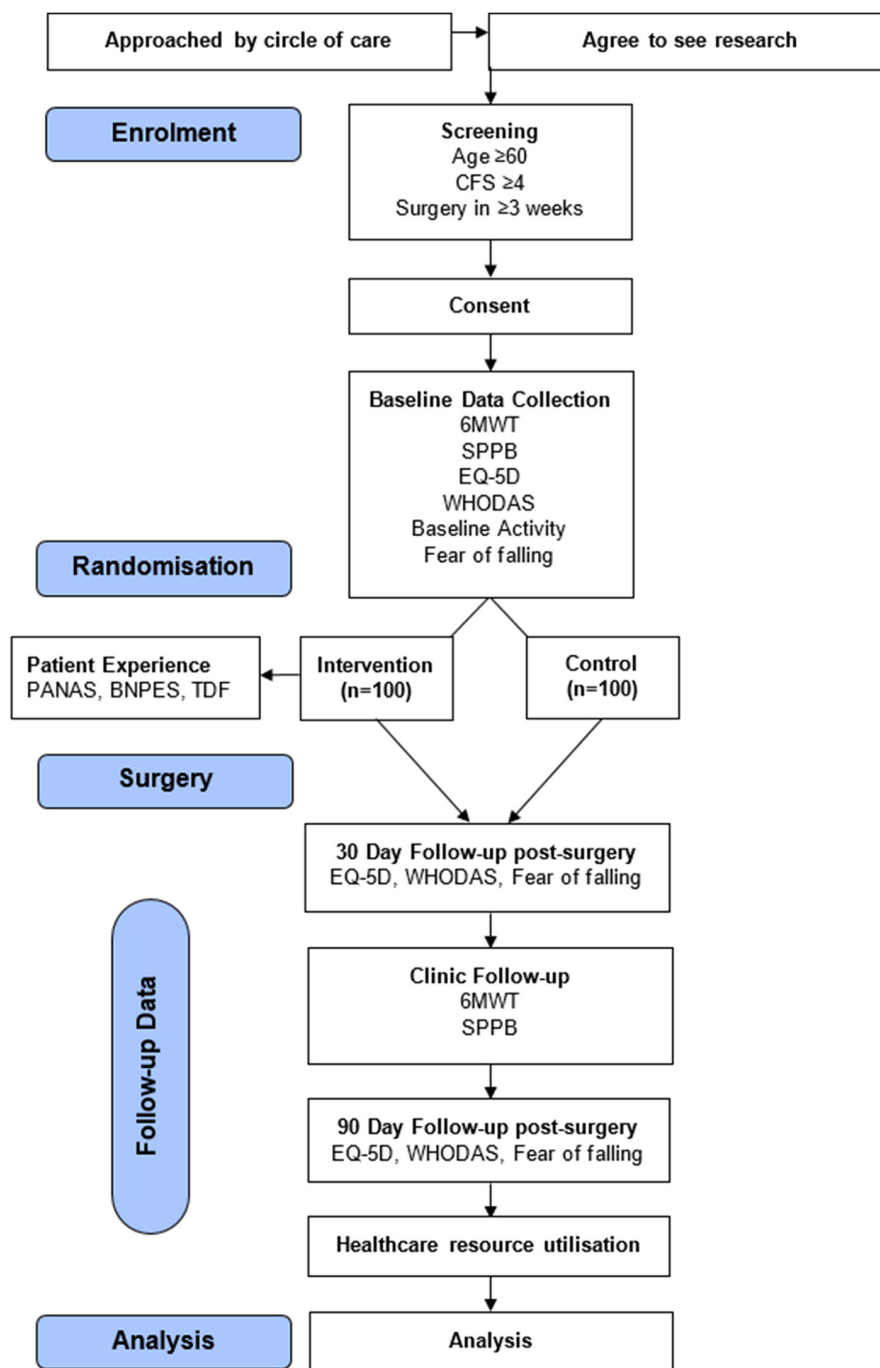 Approached by circle of care
Agree to see research
Enrolment
Screening
Age ≥60
CFS ≥4
Surgery in ≥3 weeks
Consent
Baseline Data Collection
6MWT
SPPB
EQ-5D
WHODAS
Baseline Activity
Fear of falling
Randomisation
Patient Experience
PANAS, BNPES, TDF
Intervention
(n=100)
Control
(n=100)
Surgery
30 Day Follow-up post-surgery
EQ-5D, WHODAS, Fear of falling
Follow-up Data
Clinic Follow-up
6MWT
SPPB
90 Day Follow-up post-surgery
EQ-5D, WHODAS, Fear of falling
Healthcare resource utilisation
Analysis
Analysis